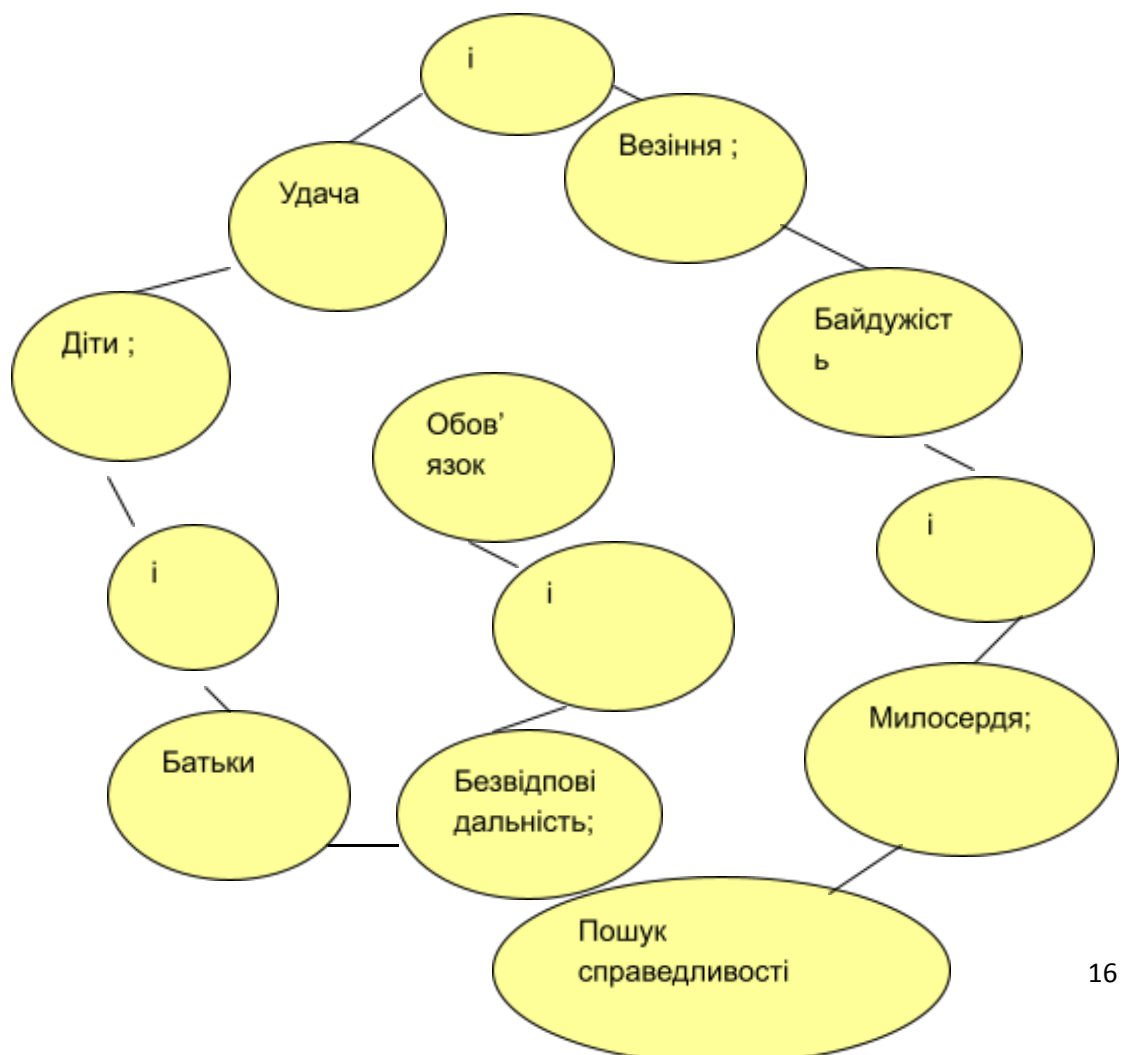 і
Везіння ;
Удача
Байдужіст
ь
Діти ;
Обов’
язок
і
і
і
Милосердя;
Батьки
Безвідпові
дальність;
Пошук
справедливості
16